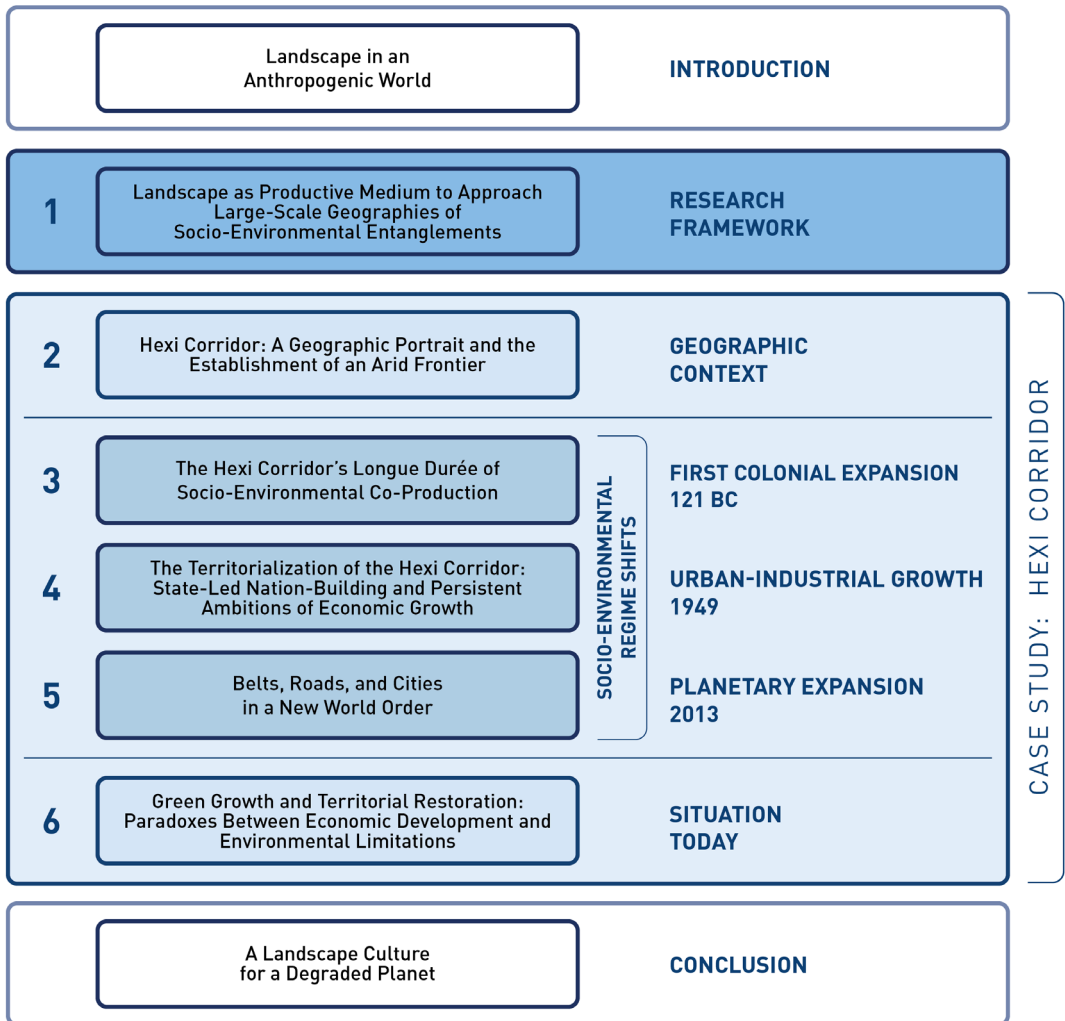 Landscape in an
Anthropogenic World
INTRODUCTION
1
Landscape as Productive Medium to Approach
Large-Scale Geographies of
Socio-Environmental Entanglements
RESEARCH
FRAMEWORK
2
Hexi Corridor: A Geographic Portrait and the
Establishment of an Arid Frontier
GEOGRAPHIC
CONTEXT
3
The Hexi Corridor’s Longue Durée of
Socio-Environmental Co-Production
FIRST COLONIAL EXPANSION
121 BC
4
The Territorialization of the Hexi Corridor:
State-Led Nation-Building and Persistent
Ambitions of Economic Growth
URBAN-INDUSTRIAL GROWTH
1949
5
Belts, Roads, and Cities
in a New World Order
PLANETARY EXPANSION
2013
SOCIO-ENVIRONMENTAL
REGIME SHIFTS
6
Green Growth and Territorial Restoration:
Paradoxes Between Economic Development and
Environmental Limitations
SITUATION
TODAY
CASE STUDY: HEXI CORRIDOR
A Landscape Culture
for a Degraded Planet
CONCLUSION